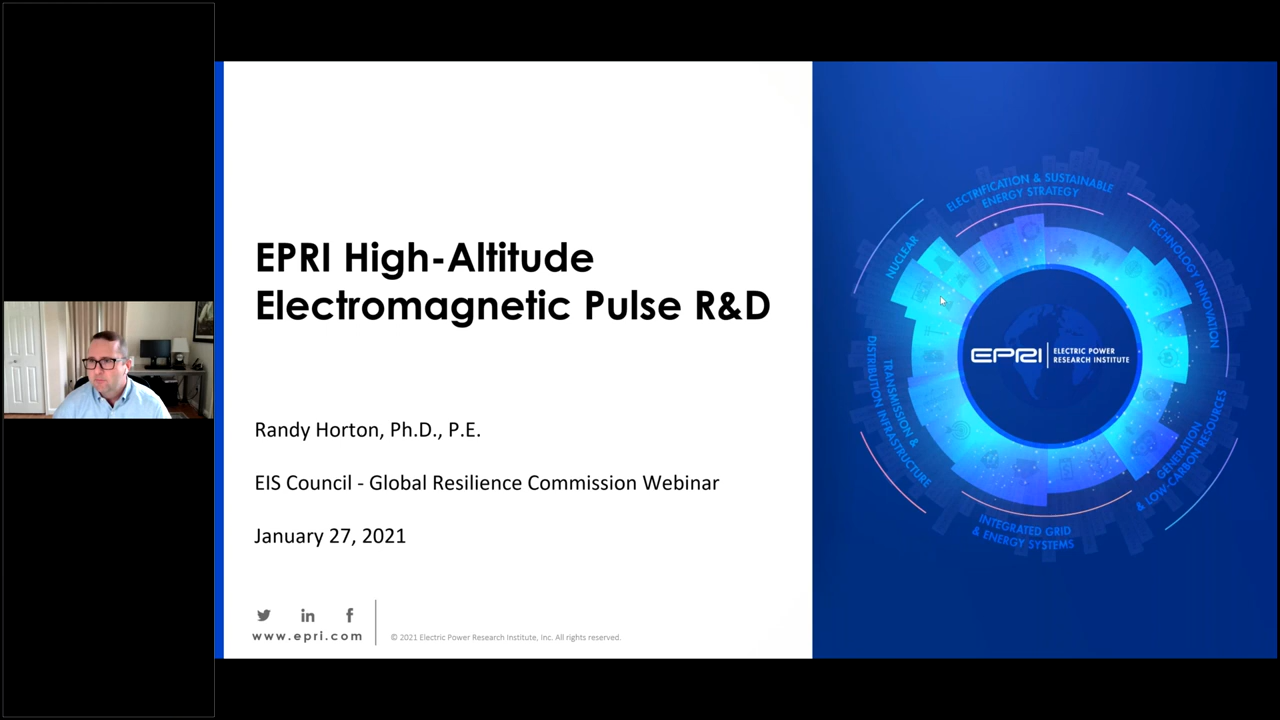 EPRI High-Altitude
Electromagnetic Pulse R&D
Randy Horton, Ph.D., P.E.
EIS Council - Global Resilience Commission Webinar
January 27, 2021
www.epri.com
© 2021 Electric Power Research Institute, Inc. All rights reserved.
ELECTRIFICATION & SUSTAINABLE
ENERGY STRATEGY
NUCLEAR
TECHNOLOGY INNOVATION
EPRI
ELECTRIC POWER
RESEARCH INSTITUTE
TRANSMISSION &
DISTRIBUTION INFRASTRUCTURE
GENERATION
& LOW-CARBON RESOURCES
INTEGRATED GRID
& ENERGY SYSTEMS